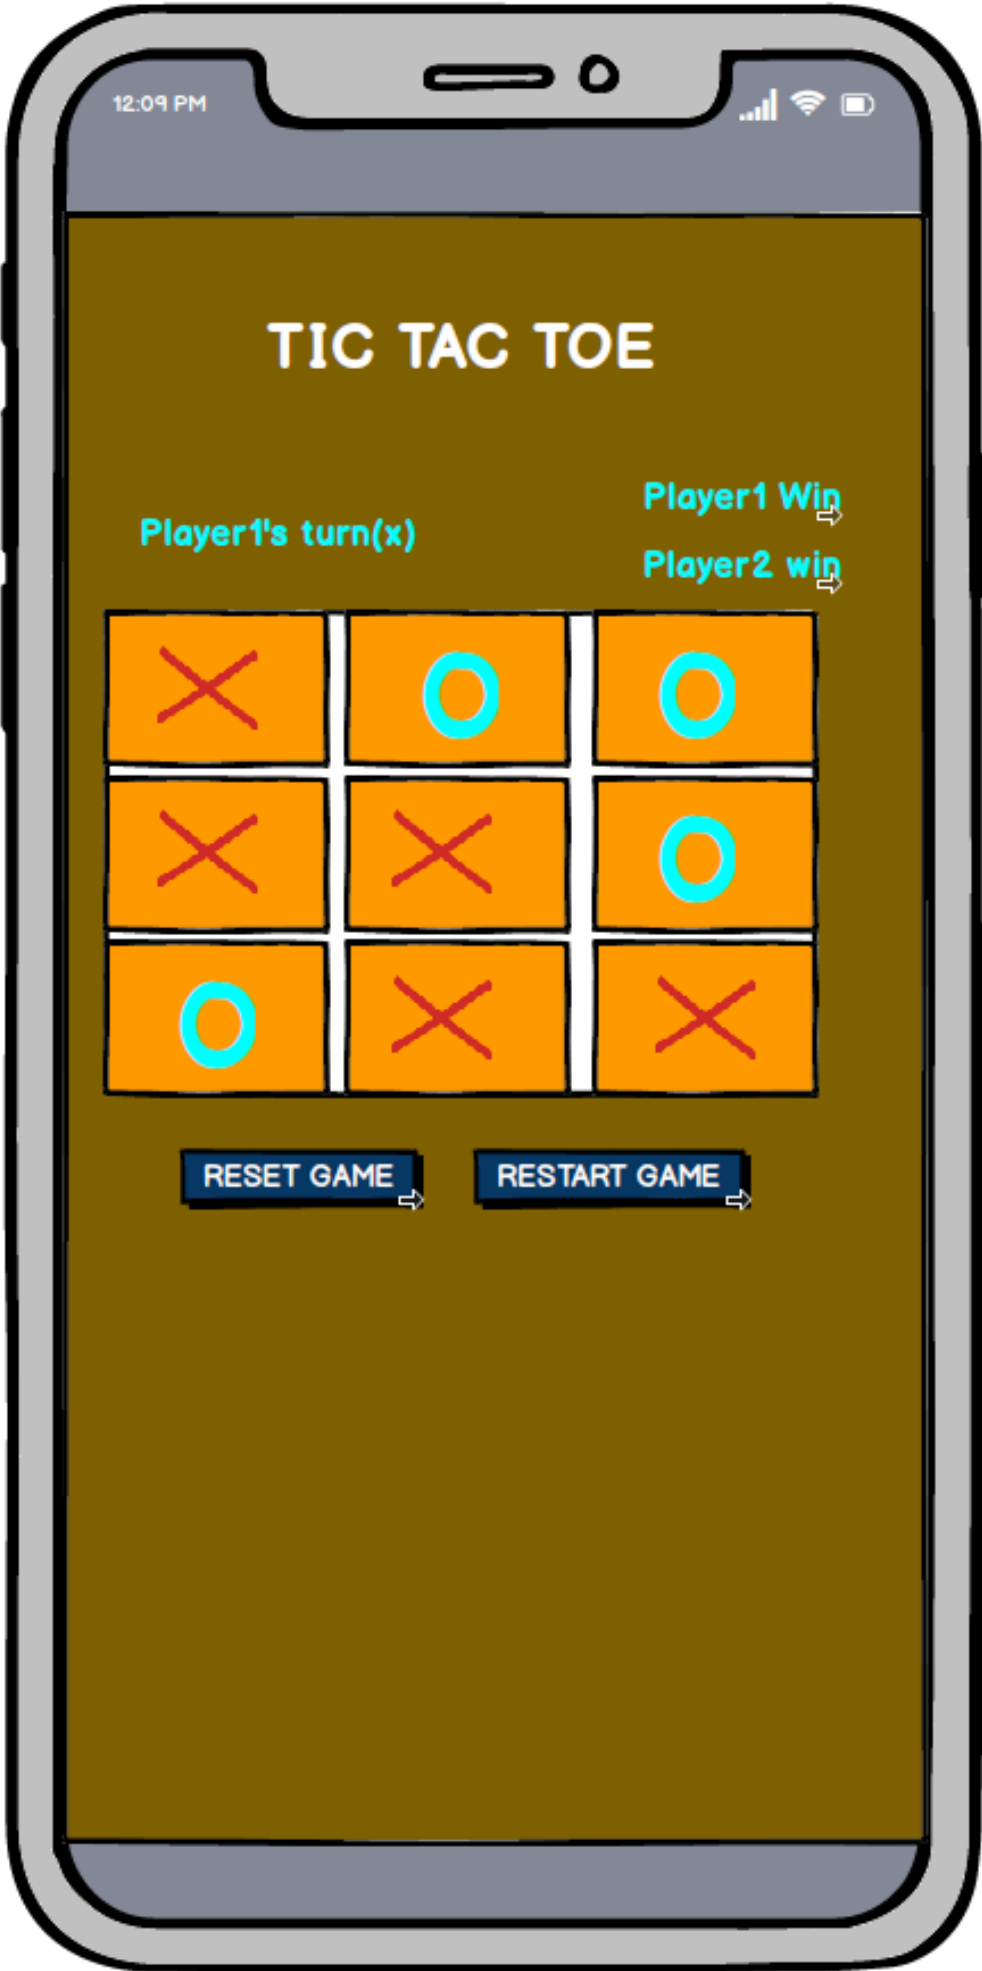 12:09 PM
TIC TAC TOE
Player1 Win
Player1's turn(x)
Player2 win
X O O
X X O
O X X
RESET GAME
RESTART GAME